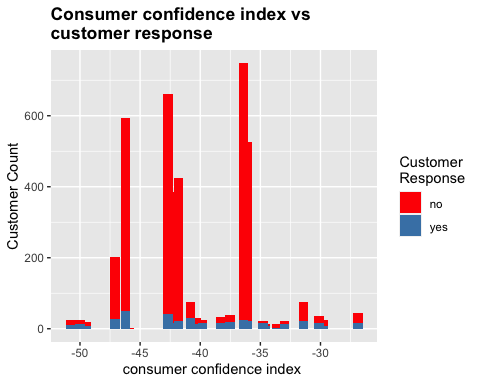 Consumer confidence index vs
customer response
600
400
200
0
Customer Count
-50
-45
-40
-35
-30
consumer confidence index
Customer
Response
no
yes